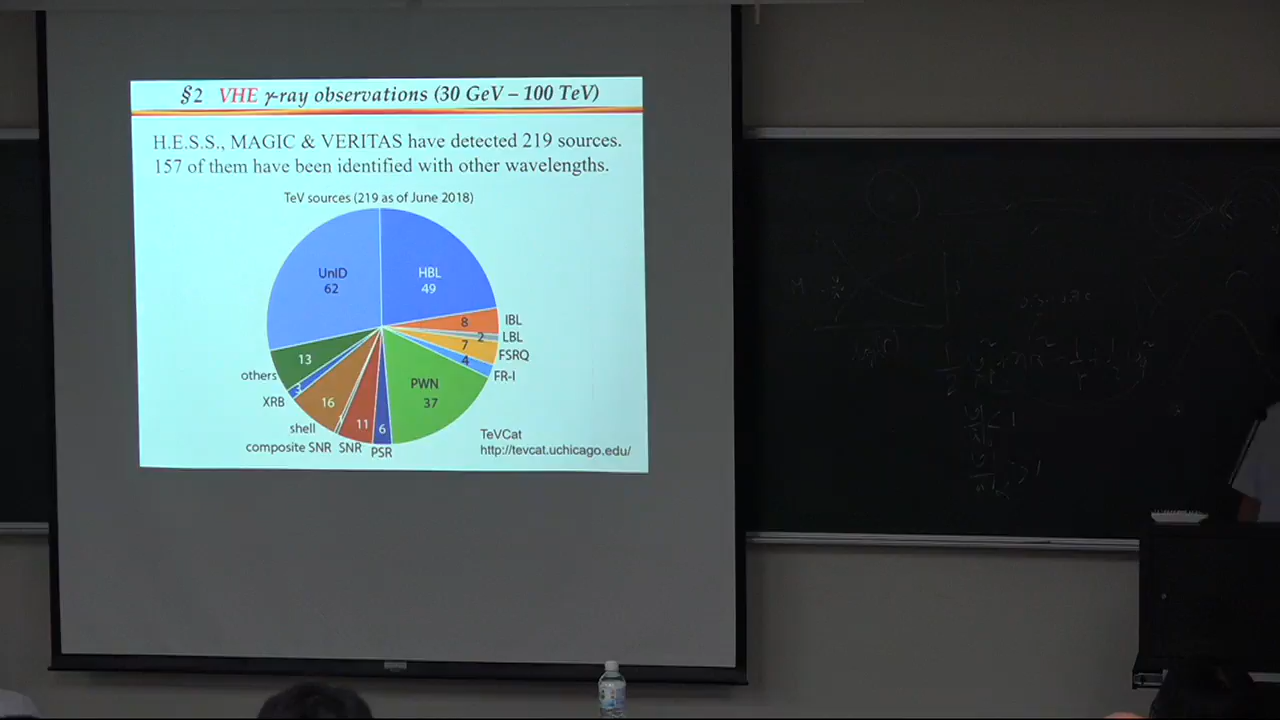 §2 VHE γ-ray observations (30 GeV – 100 TeV)
H.E.S.S., MAGIC & VERITAS have detected 219 sources.
157 of them have been identified with other wavelengths.
TeV sources (219 as of June 2018)
UnID
62
HBL
49
8
IBL
2
LBL
7
FSRQ
4
FR-I
PWN
37
13
others
3
XRB
16
shell
1
composite SNR
11
SNR
6
PSR
TeVCat
http://tevcat.uchicago.edu/